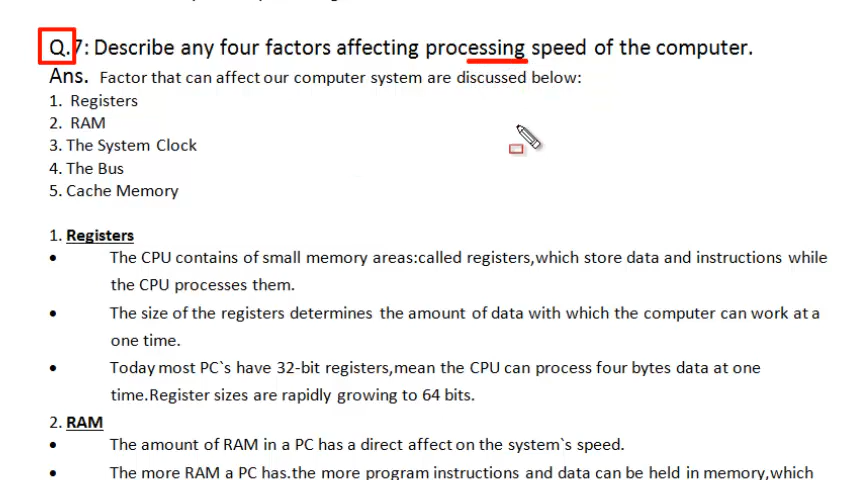 Q.7: Describe any four factors affecting processing speed of the computer.
Ans. Factor that can affect our computer system are discussed below:
1. Registers
2. RAM
3. The System Clock
4. The Bus
5. Cache Memory
1. Registers
• The CPU contains of small memory areas:called registers,which store data and instructions while
the CPU processes them.
• The size of the registers determines the amount of data with which the computer can work at a
one time.
• Today most PC`s have 32-bit registers,mean the CPU can process four bytes data at one
time.Register sizes are rapidly growing to 64 bits.
2. RAM
• The amount of RAM in a PC has a direct affect on the system`s speed.
• The more RAM a PC has.the more program instructions and data can be held in memory,which